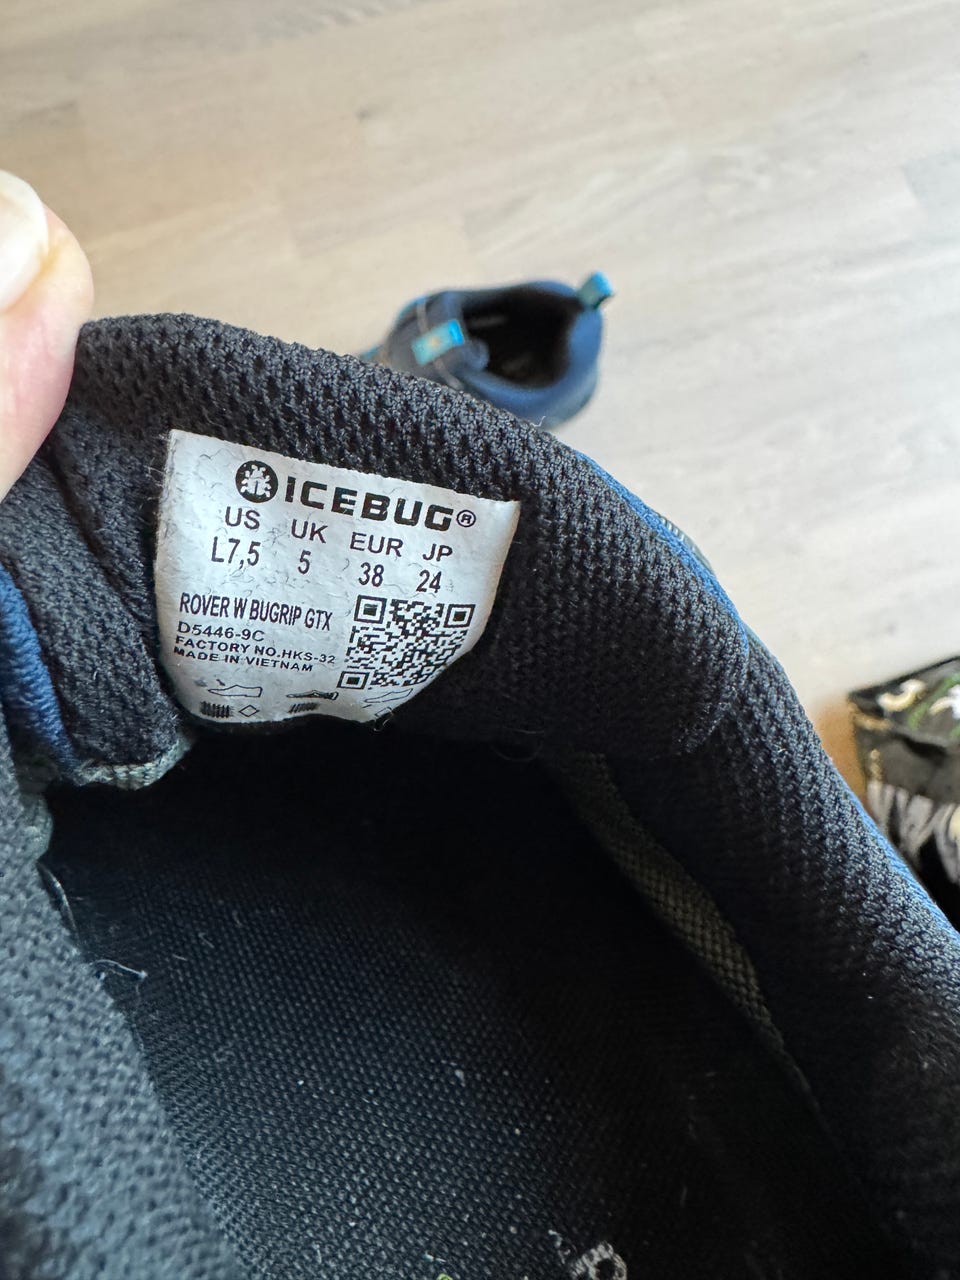 ICEBUG®
US UK EUR JP
L7,5 5 38 24
ROVER W BUGRIP GTX
D5446-9C
FACTORY NO.HKS-32
MADE IN VIETNAM